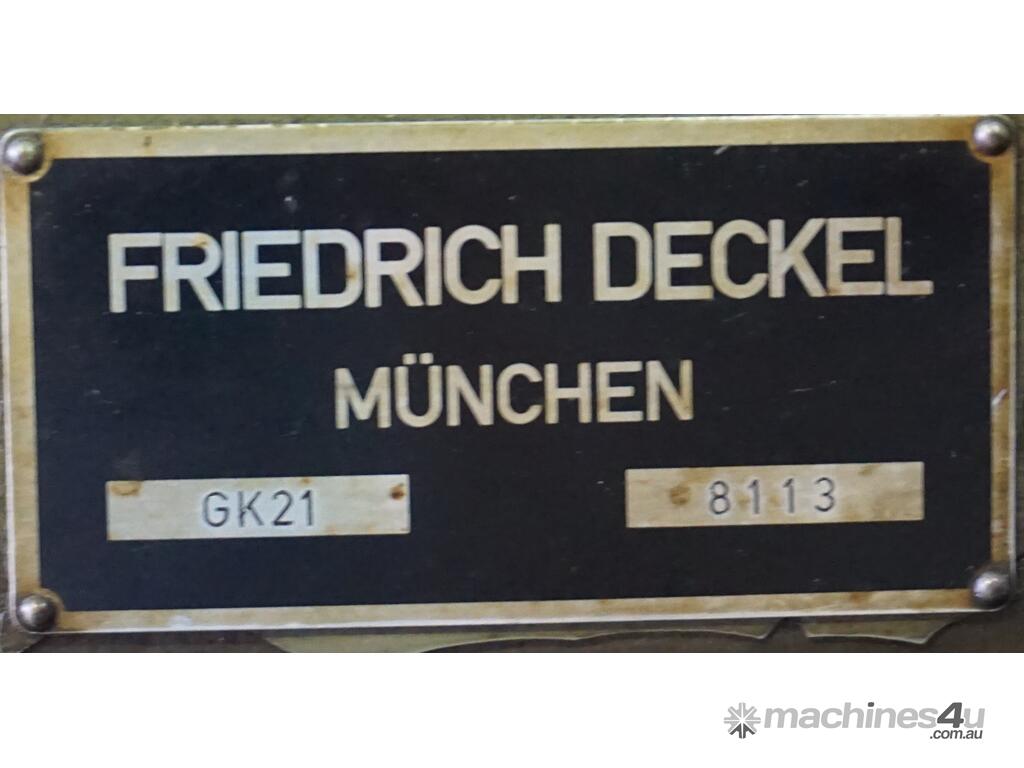 FRIEDRICH DECKEL
MÜNCHEN
GK21 8113
machines4u
.com.au